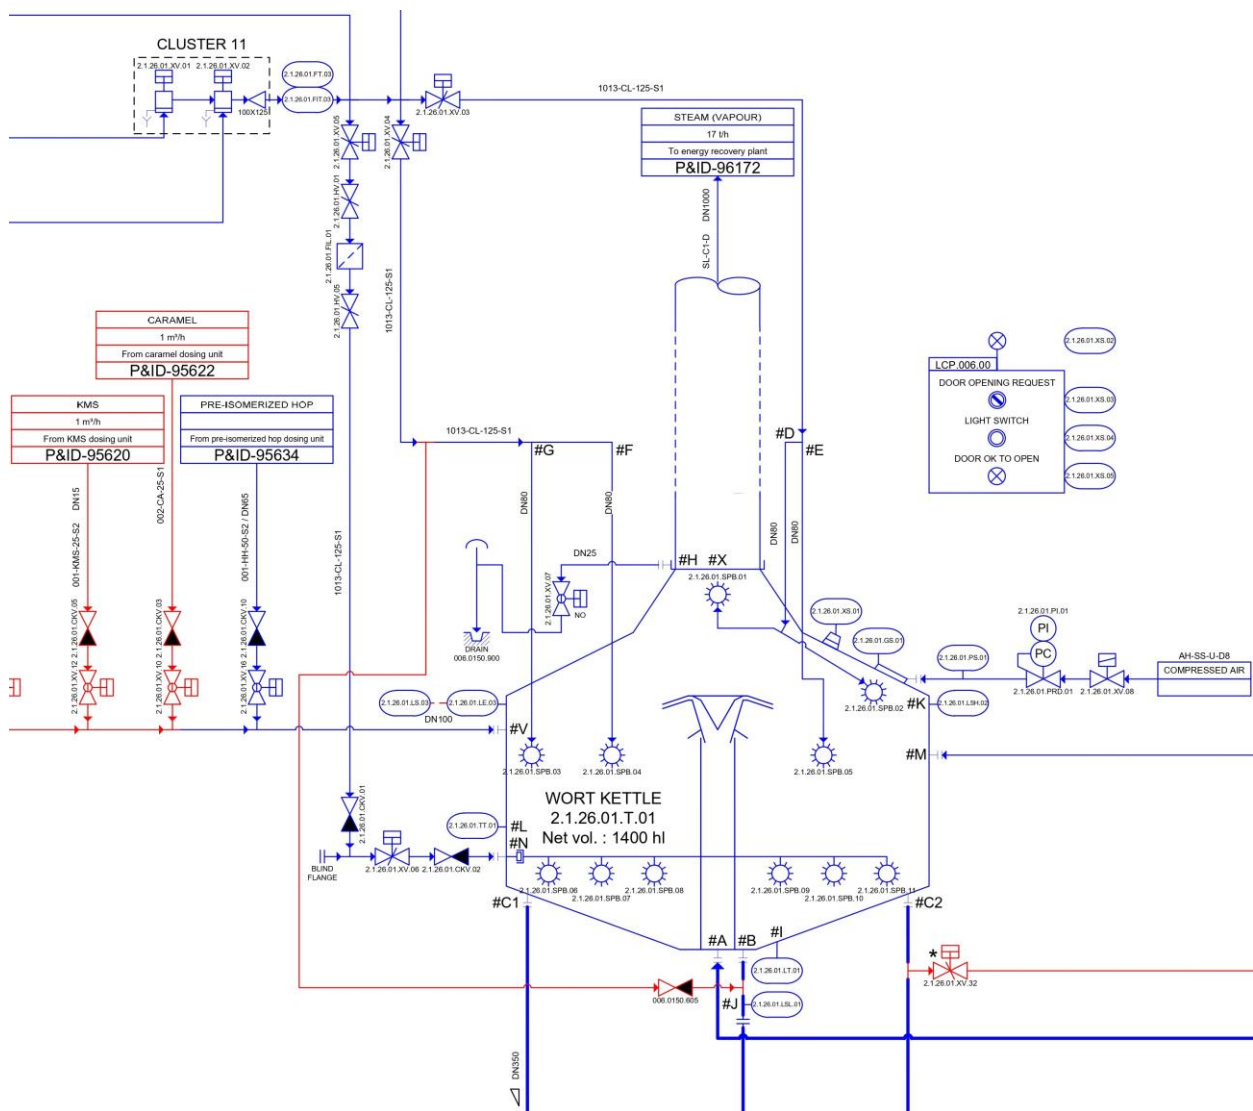 CLUSTER 11
2.1.26.01.XV.01
2.1.26.01.XV.02
100X125
2.1.26.01.FT.03
2.1.26.01.FIT.03
2.1.26.01.XV.05
2.1.26.01.XV.04
2.1.26.01.XV.03
1013-CL-125-S1
2.1.26.01.HV.01
2.1.26.01.FIL.01
2.1.26.01.HV.05
1013-CL-125-S1
STEAM (VAPOUR)
17 t/h
To energy recovery plant
P&ID-96172
SL-C1-D DN1000
CARAMEL
1 m³/h
From caramel dosing unit
P&ID-95622
KMS
1 m³/h
From KMS dosing unit
P&ID-95620
PRE-ISOMERIZED HOP
From pre-isomerized hop dosing unit
P&ID-95634
001-KMS-25-S2 DN15
002-CA-25-S1
001-HH-50-S2 / DN65
1013-CL-125-S1
2.1.26.01.CKV.05
2.1.26.01.CKV.03
2.1.26.01.CKV.10
2.1.26.01.XV.12
2.1.26.01.XV.10
2.1.26.01.XV.16
1013-CL-125-S1
#G
#F
#D
#E
DN80
DN80
DN80
DN80
2.1.26.01.XS.02
LCP.006.00
DOOR OPENING REQUEST
2.1.26.01.XS.03
LIGHT SWITCH
2.1.26.01.XS.04
DOOR OK TO OPEN
2.1.26.01.XS.05
DN25
#H
#X
2.1.26.01.SPB.01
2.1.26.01.XV.07
NO
DRAIN
006.0150.900
2.1.26.01.XS.01
2.1.26.01.GS.01
2.1.26.01.PS.01
2.1.26.01.PI.01
PI
PC
2.1.26.01.PRD.01
2.1.26.01.XV.08
AH-SS-U-D8
COMPRESSED AIR
2.1.26.01.LS.03
2.1.26.01.LE.03
DN100
#V
2.1.26.01.SPB.02
#K
2.1.26.01.LSH.02
#M
2.1.26.01.SPB.03
2.1.26.01.SPB.04
2.1.26.01.SPB.05
WORT KETTLE
2.1.26.01.T.01
Net vol. : 1400 hl
2.1.26.01.CKV.01
2.1.26.01.TT.01
#L
#N
BLIND
FLANGE
2.1.26.01.XV.06
2.1.26.01.CKV.02
2.1.26.01.SPB.06
2.1.26.01.SPB.07
2.1.26.01.SPB.08
2.1.26.01.SPB.09
2.1.26.01.SPB.10
2.1.26.01.SPB.11
#C1
#C2
#A
#B
#I
2.1.26.01.LT.01
*
2.1.26.01.XV.32
006.0150.605
#J
2.1.26.01.LSL.01
DN350